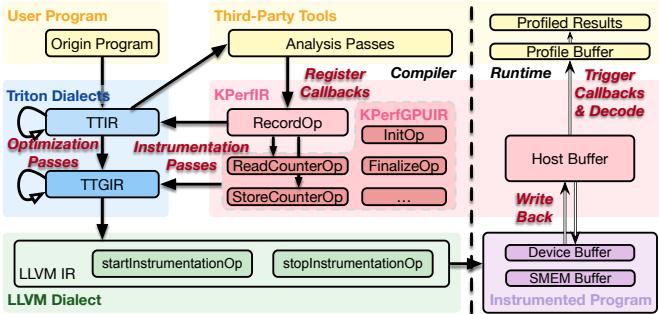 User Program
Third-Party Tools
Origin Program
Analysis Passes
Profiled Results
Profile Buffer
Register
Callbacks
Compiler
Runtime
Trigger
Callbacks
& Decode
Triton Dialects
KPerfIR
KPerfGPUIR
TTIR
RecordOp
InitOp
Optimization
Passes
Instrumentation
Passes
ReadCounterOp
FinalizeOp
Host Buffer
TTGIR
StoreCounterOp
...
Write
Back
LLVM IR
startInstrumentationOp
stopInstrumentationOp
Device Buffer
SMEM Buffer
LLVM Dialect
Instrumented Program